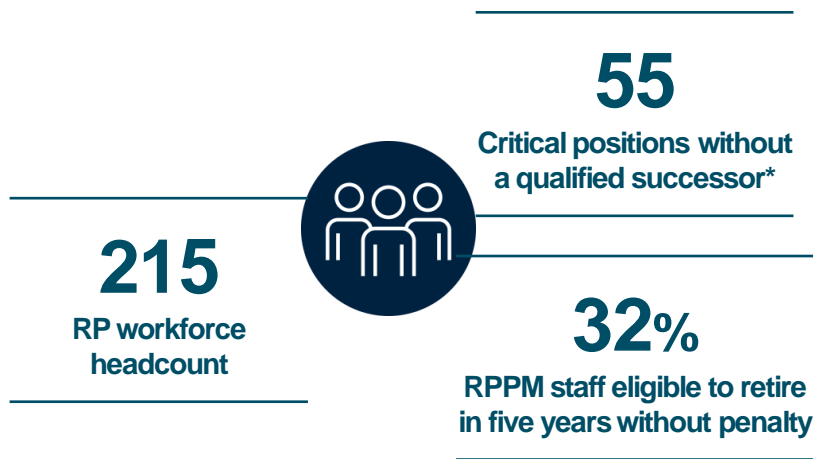 55
Critical positions without
a qualified successor*
215
RP workforce
headcount
32%
RPPM staff eligible to retire
in five years without penalty